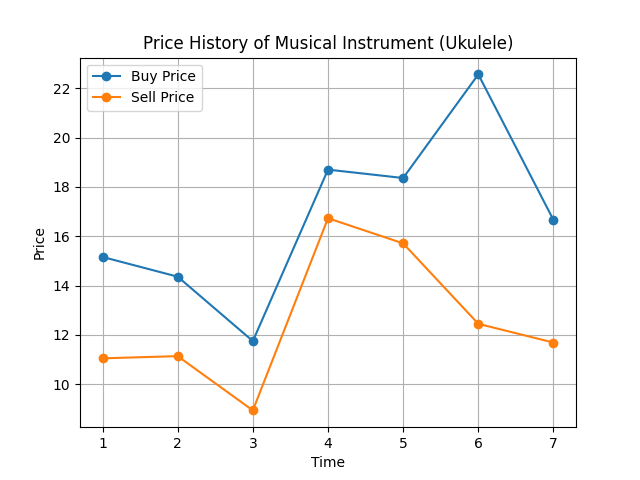 Price History of Musical Instrument (Ukulele)
Buy Price
Sell Price
22
20
18
16
14
12
10
Price
1 2 3 4 5 6 7
Time